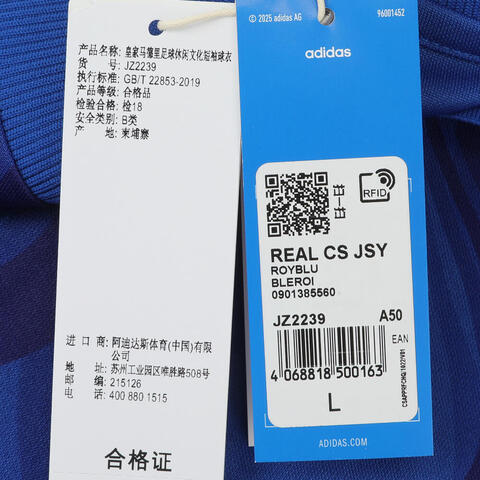 产品名称: 皇家马德里足球休闲文化短袖球衣
货 号: JZ2239
执行标准: GB/T 22853-2019
产品等级: 合格品
检验合格: 检18
安全类别: B类
产 地: 柬埔寨
进 口 商: 阿迪达斯体育(中国)有限
公司
地 址: 苏州工业园区唯胜路508号
邮 编: 215126
电 话: 400 880 1515
合格证
© 2025 adidas AG
96001452
adidas
RFID
REAL CS JSY
ROYBLU
BLEROI
0901385560
JZ2239 A50
EAN
4 068818 500163
L
ADIDAS.COM